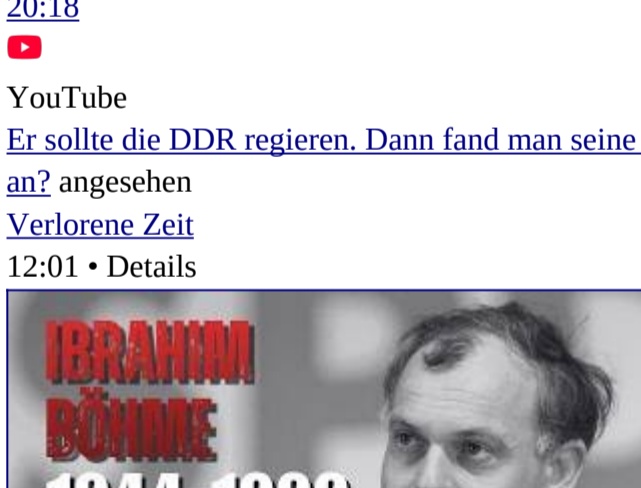 20:18
YouTube
Er sollte die DDR regieren. Dann fand man seine
an? angesehen
Verlorene Zeit
12:01 • Details
IBRAHIM
BÖHME